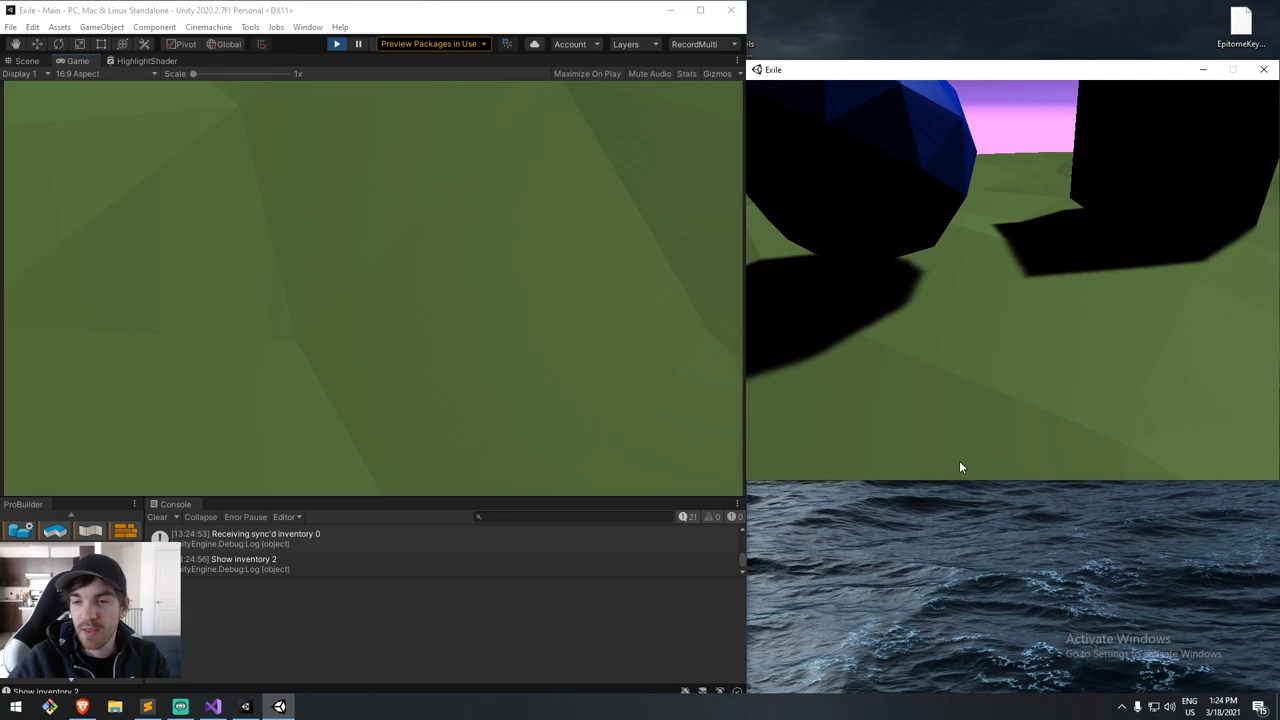 Exile - Main - PC, Mac & Linux Standalone - Unity 2020.2.7f1 Personal <DX11>
File Edit Assets GameObject Component Cinemachine Tools Jobs Window Help
EpitomeKey...
Pivot Global Preview Packages in Use Account Layers RecordMulti
Scene Game HighlightShader
Exile
Display 1 16:9 Aspect Scale 1x Maximize On Play Mute Audio Stats Gizmos
ProBuilder Console
Clear Collapse Error Pause Editor 21 0 0
[13:24:53] Receiving sync'd inventory 0
UnityEngine.Debug:Log (object)
:24:56] Show inventory 2
nityEngine.Debug:Log (object)
Activate Windows
Go to Settings to activate Windows.
Show inventory 2
ENG
US
1:24 PM
3/18/2021
15